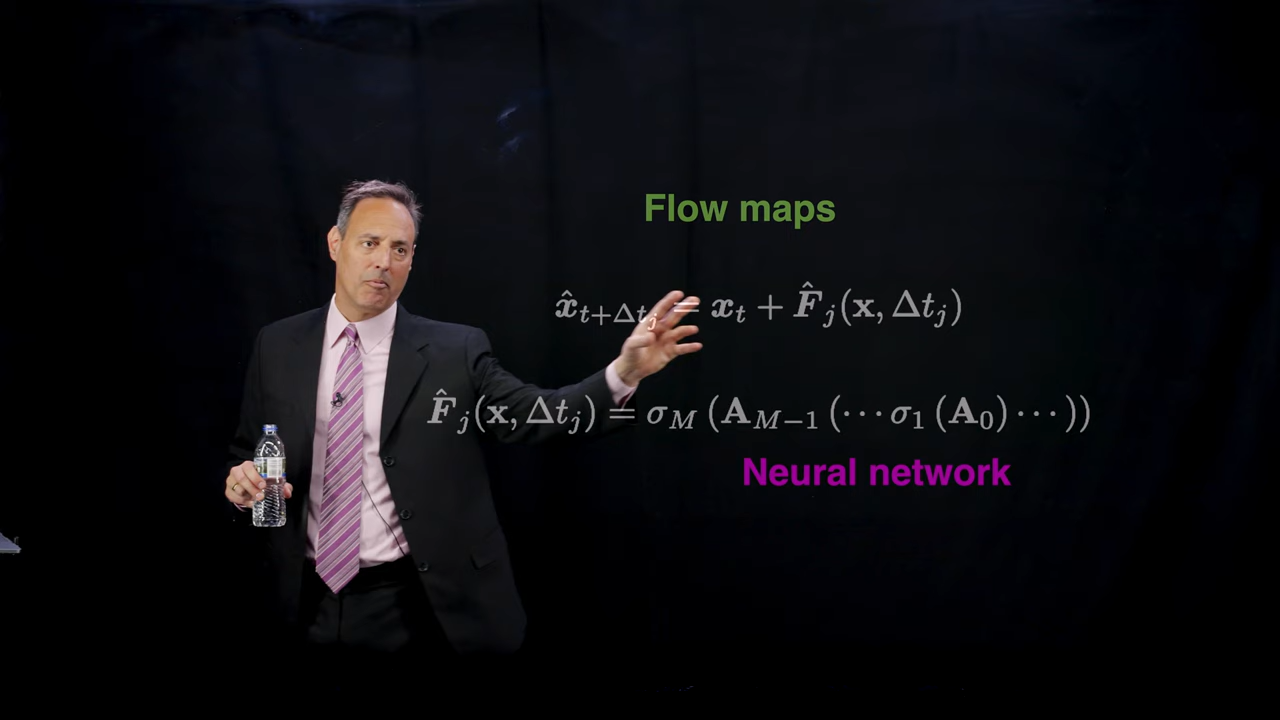 Flow maps
x̂_{t+Δt_j} = x_t + F̂_j(x, Δt_j)
F̂_j(x, Δt_j) = σ_M (A_{M−1} (⋯ σ_1 (A_0) ⋯ ))
Neural network